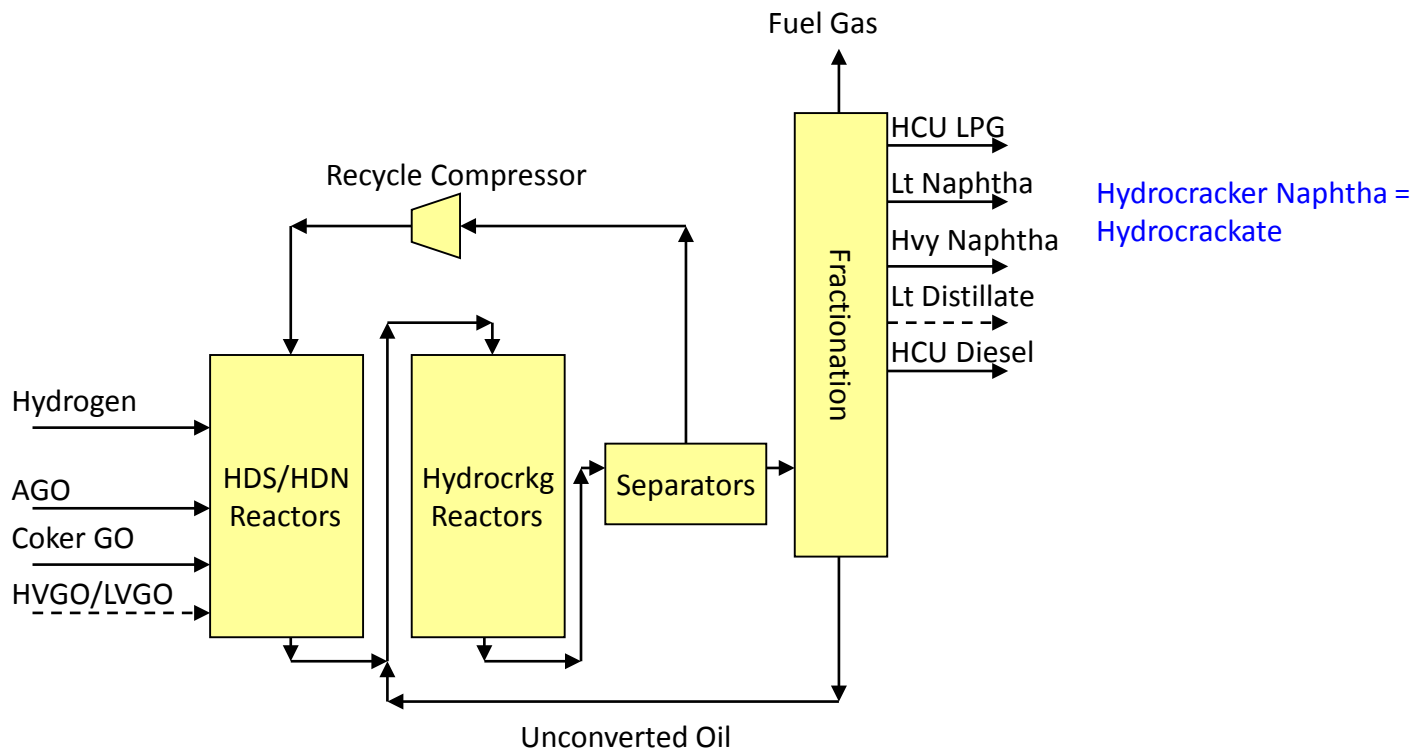 Fuel Gas
HCU LPG
Recycle Compressor
Lt Naphtha
Hydrocracker Naphtha =
Hydrocrackate
Hvy Naphtha
Fractionation
Lt Distillate
HCU Diesel
Hydrogen
HDS/HDN
Reactors
Hydrocrkg
Reactors
Separators
AGO
Coker GO
HVGO/LVGO
Unconverted Oil